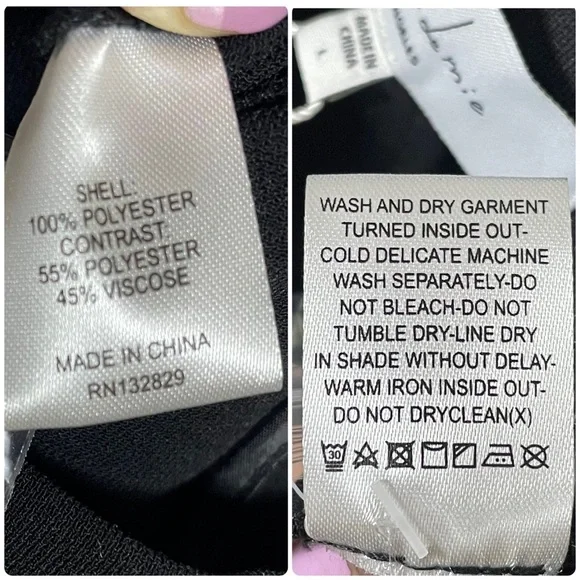 SHELL:
100% POLYESTER
CONTRAST:
55% POLYESTER
45% VISCOSE
MADE IN CHINA
RN132829
MADE IN
CHINA
L
WASH AND DRY GARMENT
TURNED INSIDE OUT-
COLD DELICATE MACHINE
WASH SEPARATELY-DO
NOT BLEACH-DO NOT
TUMBLE DRY-LINE DRY
IN SHADE WITHOUT DELAY-
WARM IRON INSIDE OUT-
DO NOT DRYCLEAN(X)
30